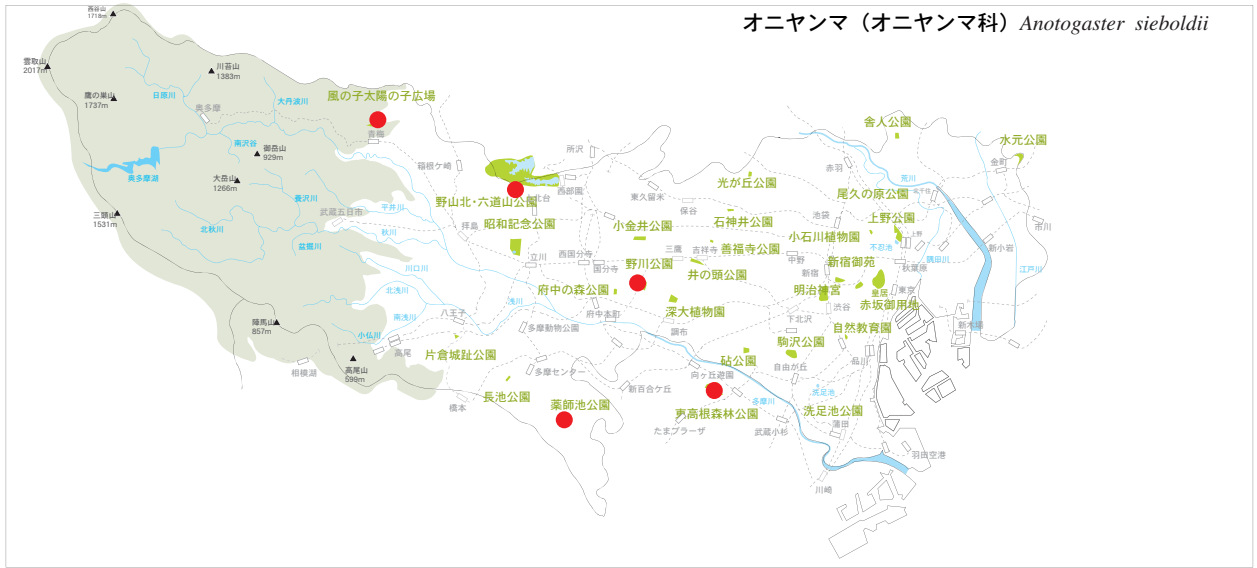 オニヤンマ（オニヤンマ科）Anotogaster sieboldii
酉谷山
1718m
雲取山
2017m
川苔山
1383m
鷹の巣山
1737m
日原川
大丹波川
奥多摩
風の子太陽の子広場
青梅
南沢谷
御岳山
929m
大岳山
1266m
奥多摩湖
養沢川
三頭山
1531m
武蔵五日市
平井川
北秋川
秋川
盆堀川
川口川
北浅川
南浅川
小仏川
陣馬山
857m
高尾山
599m
相模湖
高尾
八王子
浅川
箱根ケ崎
所沢
西武園
上北台
野山北・六道山公園
昭和記念公園
拝島
立川
西国分寺
国分寺
東久留米
保谷
小金井公園
三鷹
吉祥寺
野川公園
府中の森公園
府中本町
多摩動物公園
片倉城趾公園
多摩センター
長池公園
橋本
薬師池公園
新百合ケ丘
光が丘公園
石神井公園
善福寺公園
井の頭公園
深大植物園
調布
砧公園
向ケ丘遊園
東高根森林公園
たまプラーザ
武蔵小杉
多摩川
舎人公園
水元公園
金町
赤羽
荒川
北千住
尾久の原公園
池袋
上野公園
上野
小石川植物園
不忍池
隅田川
中野
新宿
新宿御苑
秋葉原
明治神宮
皇居
東京
渋谷
赤坂御用地
下北沢
自然教育園
駒沢公園
自由が丘
品川
洗足池
洗足池公園
蒲田
川崎
羽田空港
新木場
新小岩
市川
江戸川